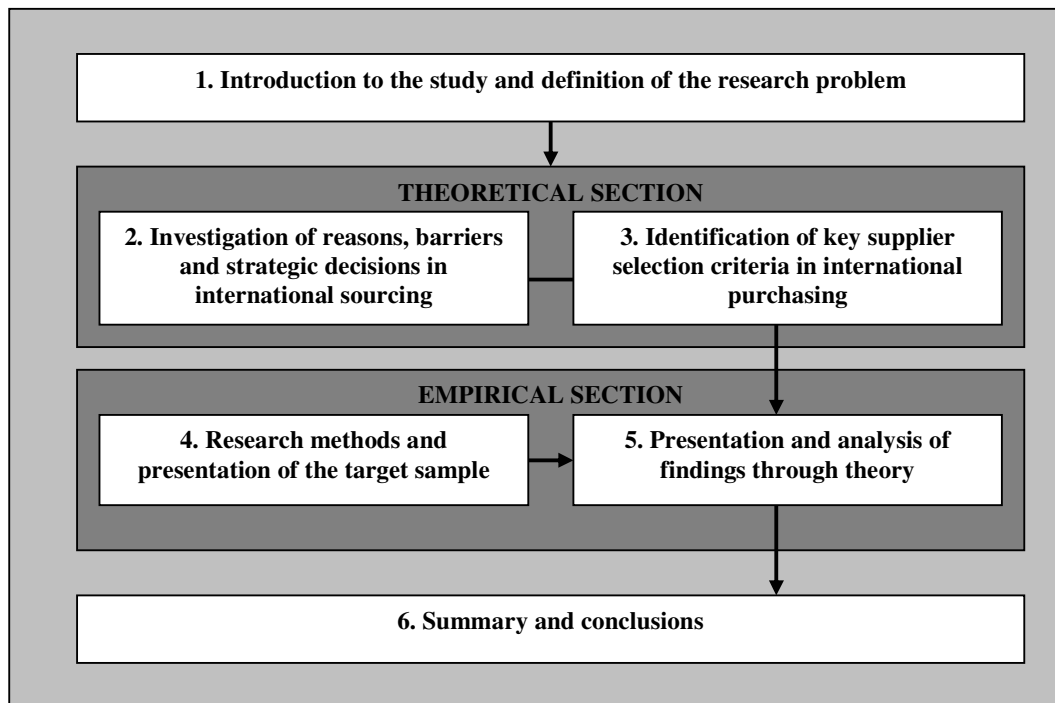 1. Introduction to the study and definition of the research problem
THEORETICAL SECTION
2. Investigation of reasons, barriers
and strategic decisions in
international sourcing
3. Identification of key supplier
selection criteria in international
purchasing
EMPIRICAL SECTION
4. Research methods and
presentation of the target sample
5. Presentation and analysis of
findings through theory
6. Summary and conclusions